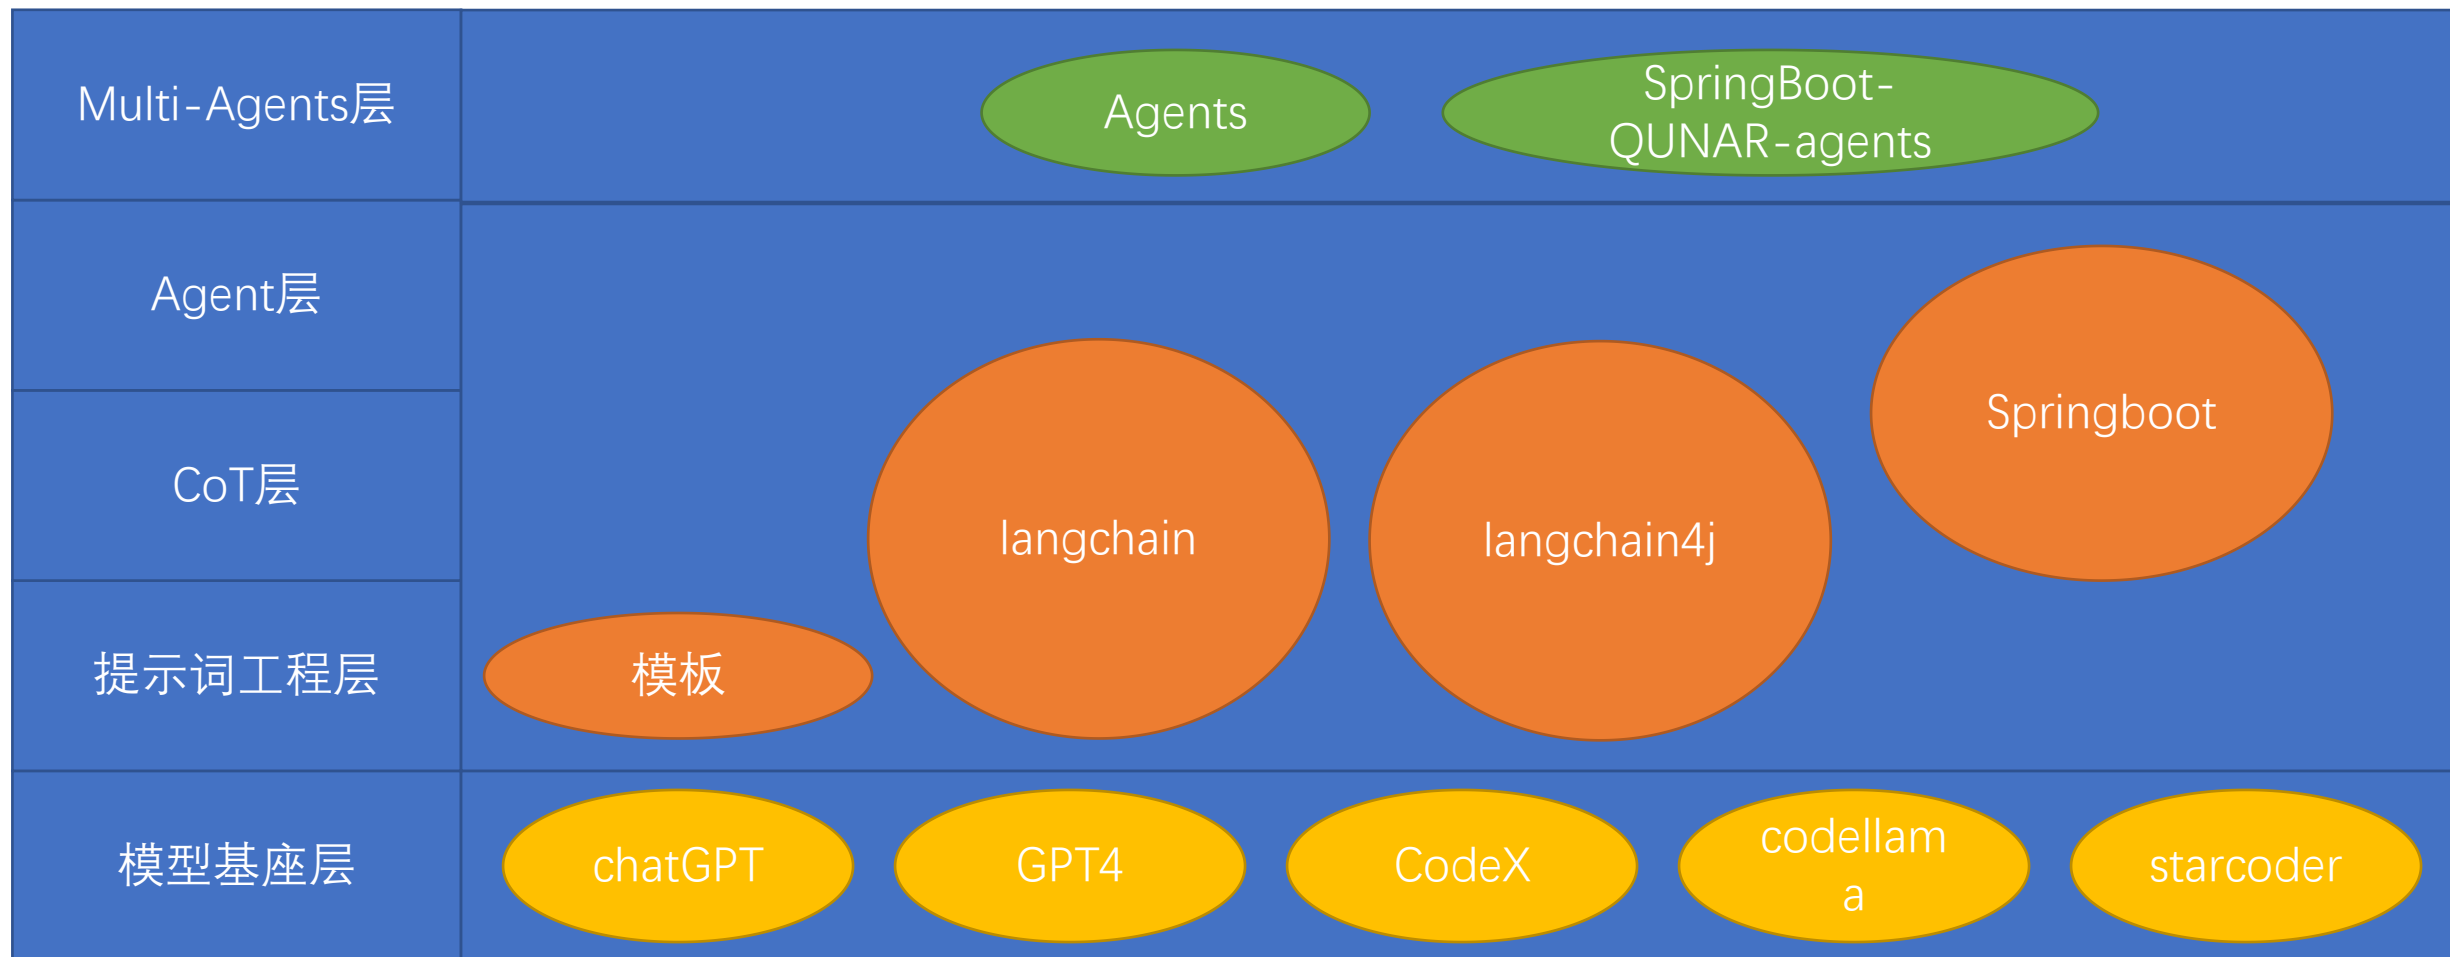 Multi-Agents层
Agents
SpringBoot-
QUNAR-agents
Agent层
Springboot
CoT层
langchain
langchain4j
提示词工程层
模板
模型基座层
chatGPT
GPT4
CodeX
codellam
a
starcoder